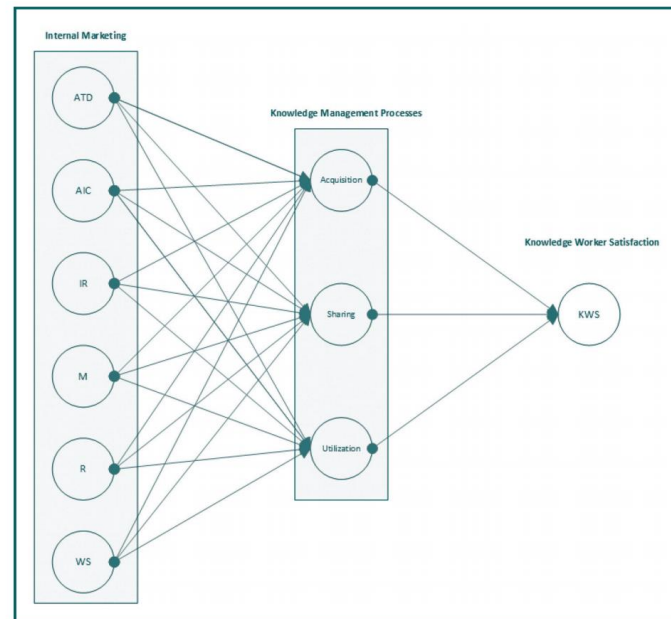 Internal Marketing
ATD
Knowledge Management Processes
Acquisition
AIC
Knowledge Worker Satisfaction
IR
Sharing
KWS
M
Utilization
R
WS